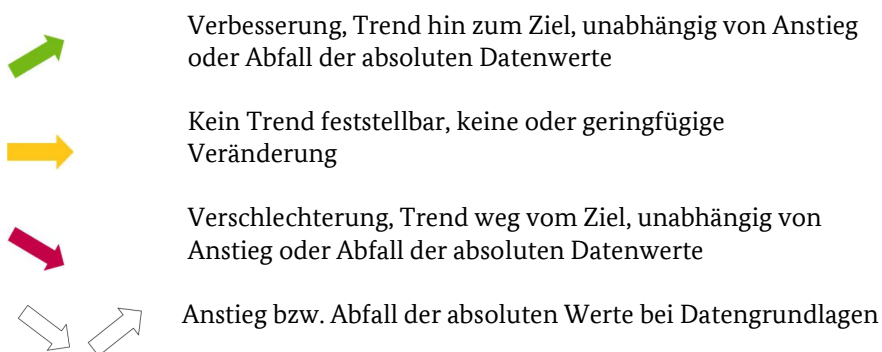 Verbesserung, Trend hin zum Ziel, unabhängig von Anstieg
oder Abfall der absoluten Datenwerte
Kein Trend feststellbar, keine oder geringfügige
Veränderung
Verschlechterung, Trend weg vom Ziel, unabhängig von
Anstieg oder Abfall der absoluten Datenwerte
Anstieg bzw. Abfall der absoluten Werte bei Datengrundlagen